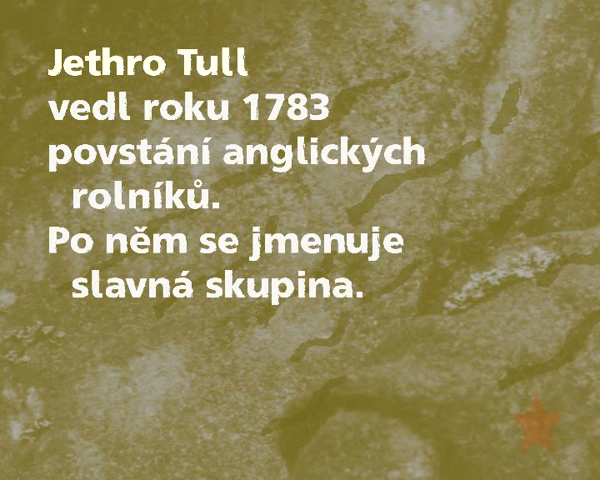 Jethro Tull
vedl roku 1783
povstání anglických
rolníků.
Po něm se jmenuje
slavná skupina.